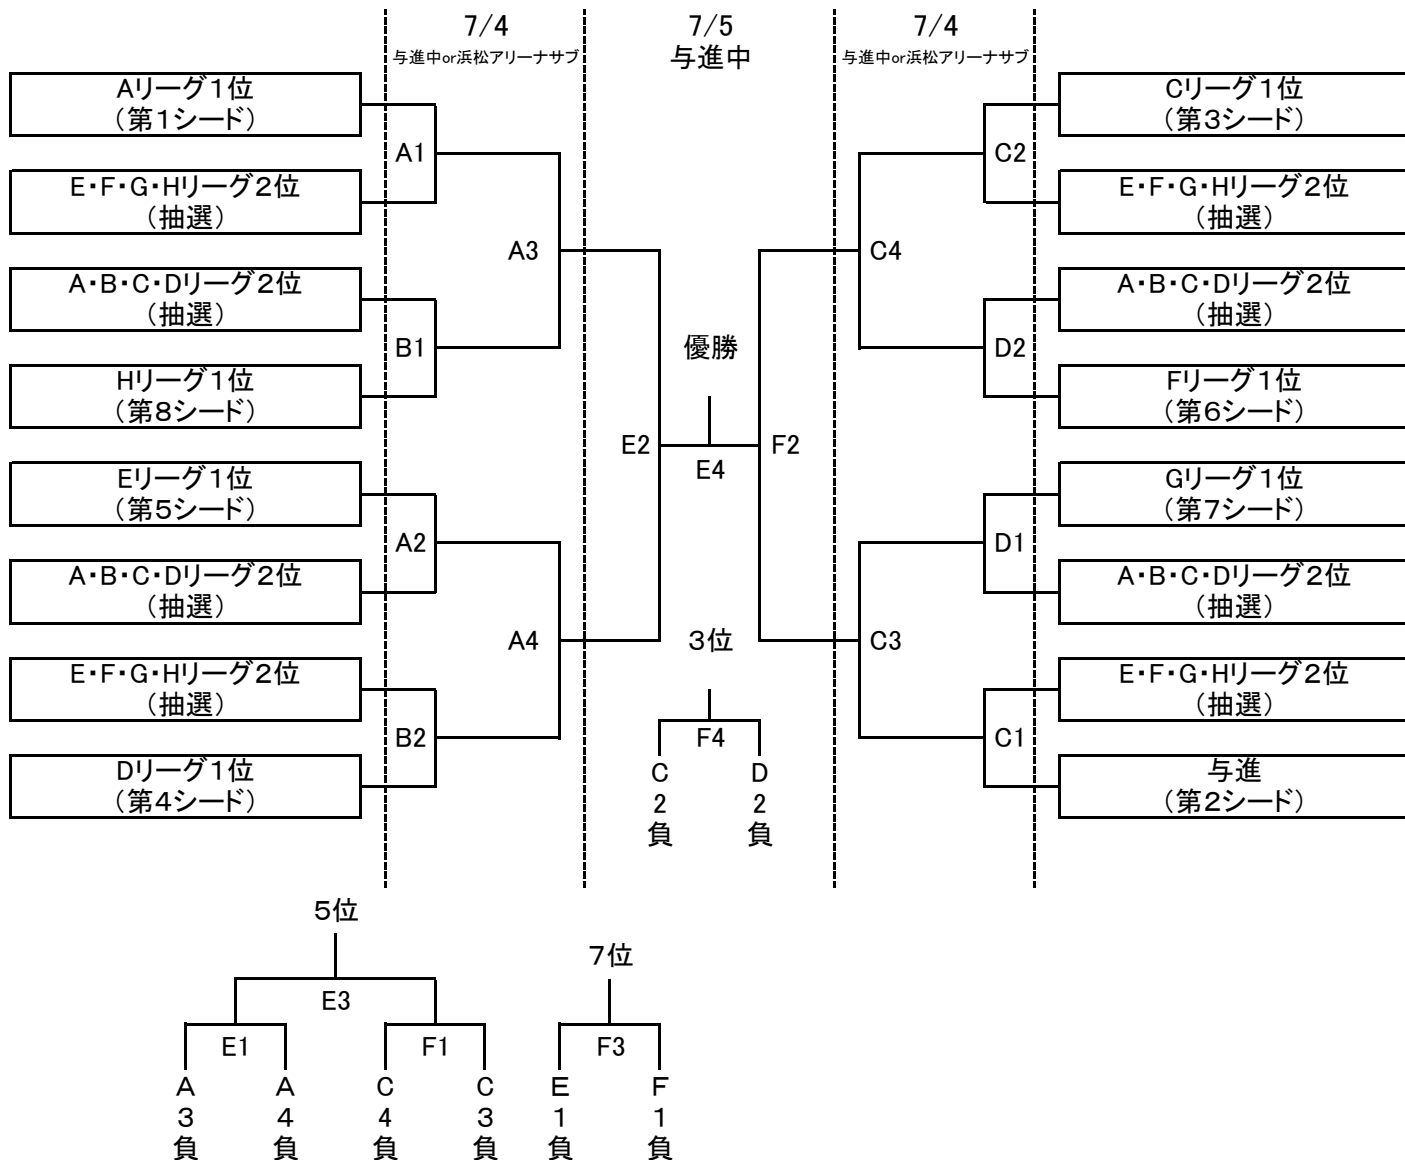 7/4
与進中or浜松アリーナサブ
7/5
与進中
7/4
与進中or浜松アリーナサブ
Aリーグ１位
（第１シード）
E・F・G・Hリーグ２位
（抽選）
A・B・C・Dリーグ２位
（抽選）
Hリーグ１位
（第８シード）
Eリーグ１位
（第５シード）
A・B・C・Dリーグ２位
（抽選）
E・F・G・Hリーグ２位
（抽選）
Dリーグ１位
（第４シード）
A1
B1
A2
B2
A3
A4
E2
優勝
E4
F2
３位
F4
C２負
D２負
C4
C3
C2
D2
D1
C1
Cリーグ１位
（第３シード）
E・F・G・Hリーグ２位
（抽選）
A・B・C・Dリーグ２位
（抽選）
Fリーグ１位
（第６シード）
Gリーグ１位
（第７シード）
A・B・C・Dリーグ２位
（抽選）
E・F・G・Hリーグ２位
（抽選）
与進
（第２シード）
５位
E3
E1
F1
A３負
A４負
C４負
C３負
７位
F3
E１負
F１負